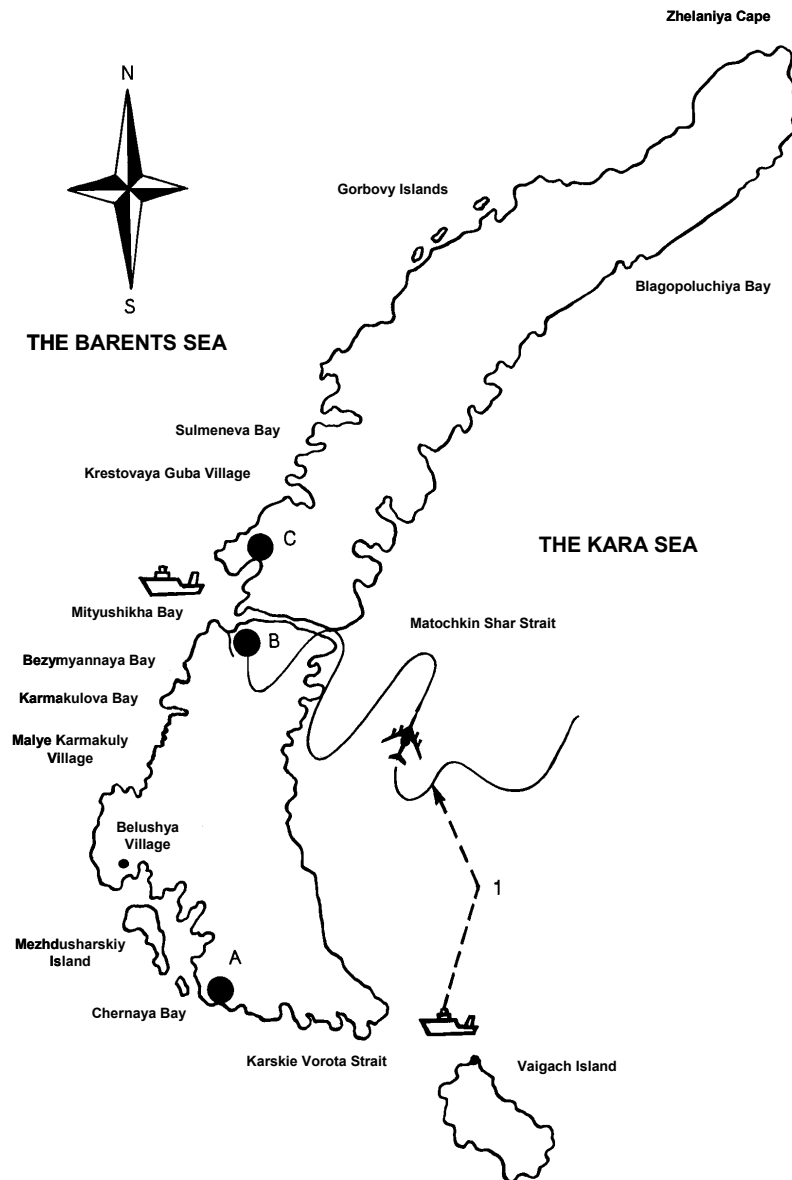 Zhelaniya Cape
N
Gorbovy Islands
Blagopoluchiya Bay
S
THE BARENTS SEA
Sulmeneva Bay
Krestovaya Guba Village
C
THE KARA SEA
Mityushikha Bay
Matochkin Shar Strait
B
Bezymyannaya Bay
Karmakulova Bay
Malye Karmakuly
Village
Belushya
Village
1
Mezhdusharskiy
Island
A
Chernaya Bay
Karskie Vorota Strait
Vaigach Island